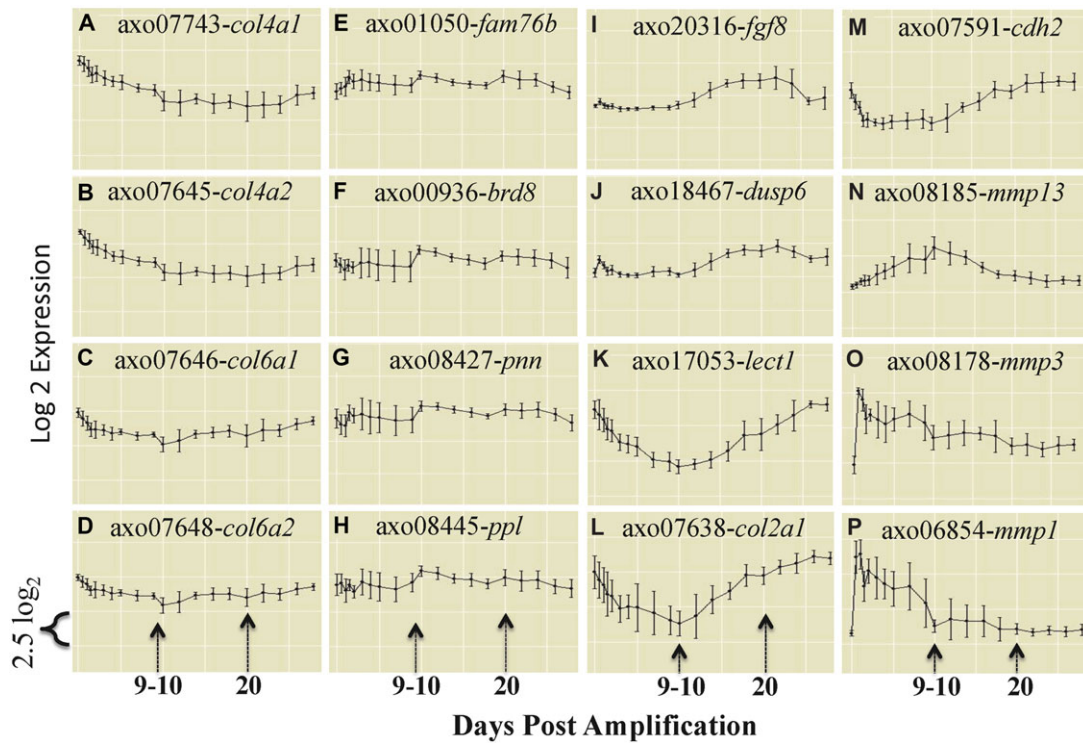 A axo07743-col4a1
E axo01050-fam76b
I axo20316-fgf8
M axo07591-cdh2
B axo07645-col4a2
F axo00936-brd8
J axo18467-dusp6
N axo08185-mmp13
C axo07646-col6a1
G axo08427-pnn
K axo17053-lect1
O axo08178-mmp3
D axo07648-col6a2
H axo08445-ppl
L axo07638-col2a1
P axo06854-mmp1
Log 2 Expression
2.5 log2
9-10 20 9-10 20 9-10 20 9-10 20
Days Post Amplification